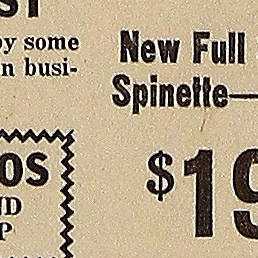 by some
n busi-
OS
ND
P
New Full
Spinette—
$19